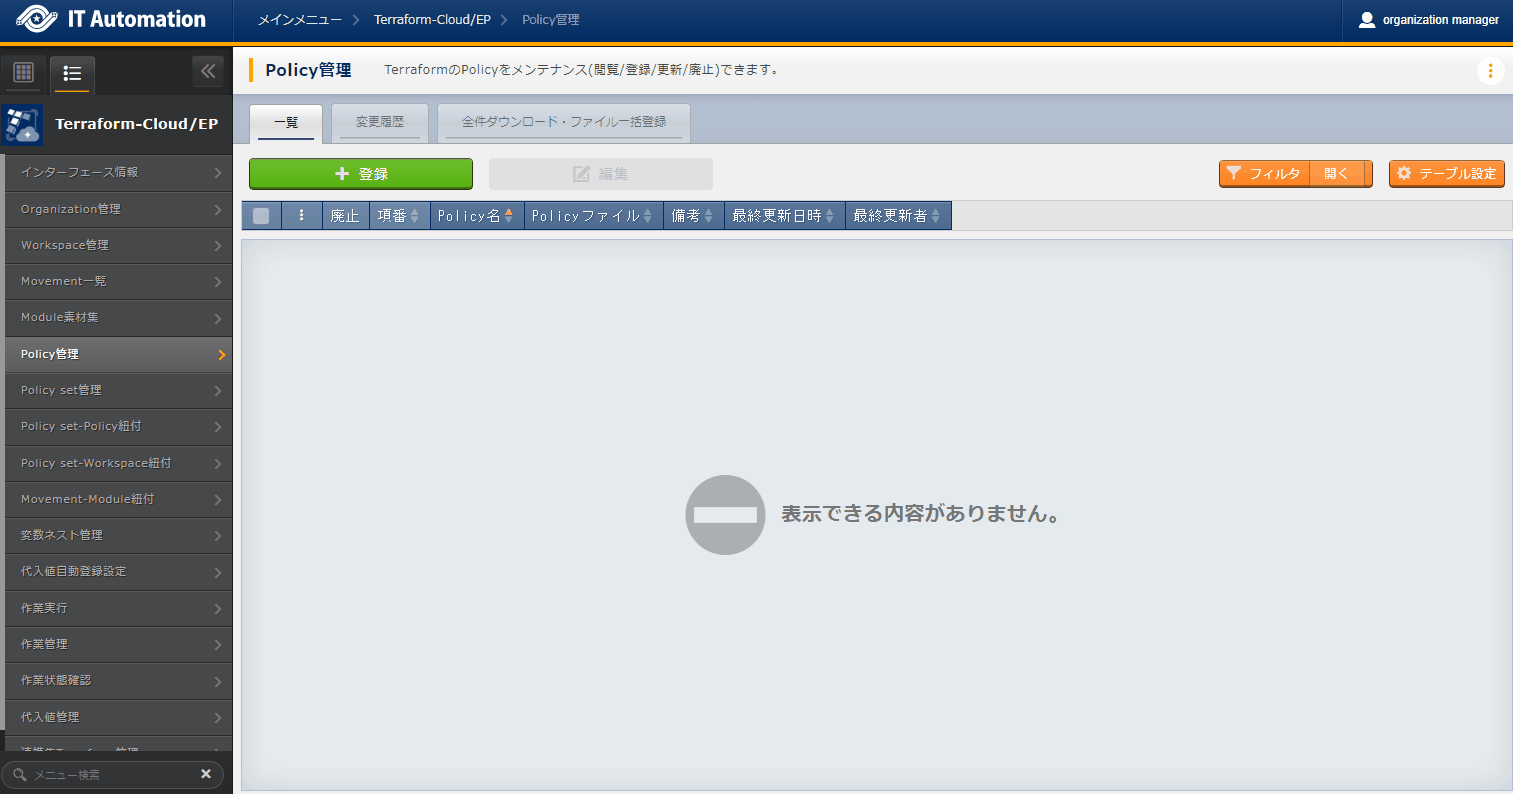 IT Automation
メインメニュー
Terraform-Cloud/EP
Policy管理
organization manager
Policy管理
TerraformのPolicyをメンテナンス(閲覧/登録/更新/廃止)できます。
Terraform-Cloud/EP
一覧
変更履歴
全件ダウンロード・ファイル一括登録
インターフェース情報
Organization管理
Workspace管理
Movement一覧
Module素材集
Policy管理
Policy set管理
Policy set-Policy紐付
Policy set-Workspace紐付
Movement-Module紐付
変数ネスト管理
代入値自動登録設定
作業実行
作業管理
作業状態確認
代入値管理
メニュー検索
登録
編集
フィルタ
開く
テーブル設定
廃止
項番
Policy名
Policyファイル
備考
最終更新日時
最終更新者
表示できる内容がありません。